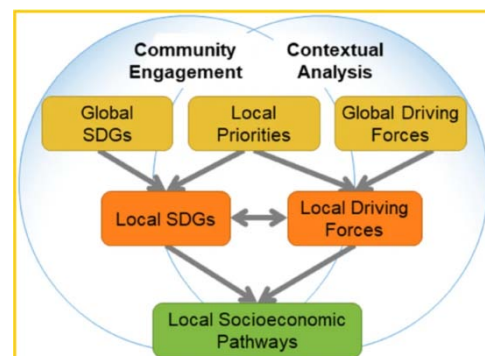 Community
Engagement
Contextual
Analysis
Global
SDGs
Local
Priorities
Global Driving
Forces
Local SDGs
Local Driving
Forces
Local Socioeconomic
Pathways